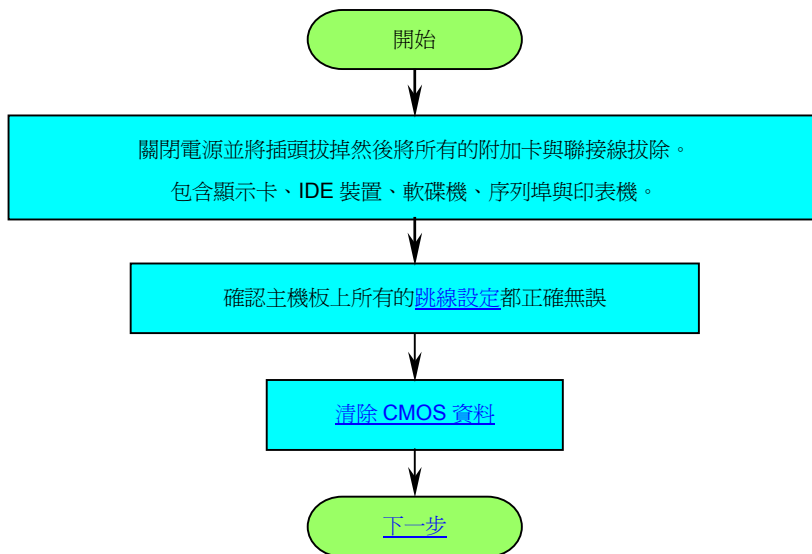 開始
關閉電源並將插頭拔掉然後將所有的附加卡與聯接線拔除。
包含顯示卡、IDE 裝置、軟碟機、序列埠與印表機。
確認主機板上所有的跳線設定都正確無誤
清除 CMOS 資料
下一步